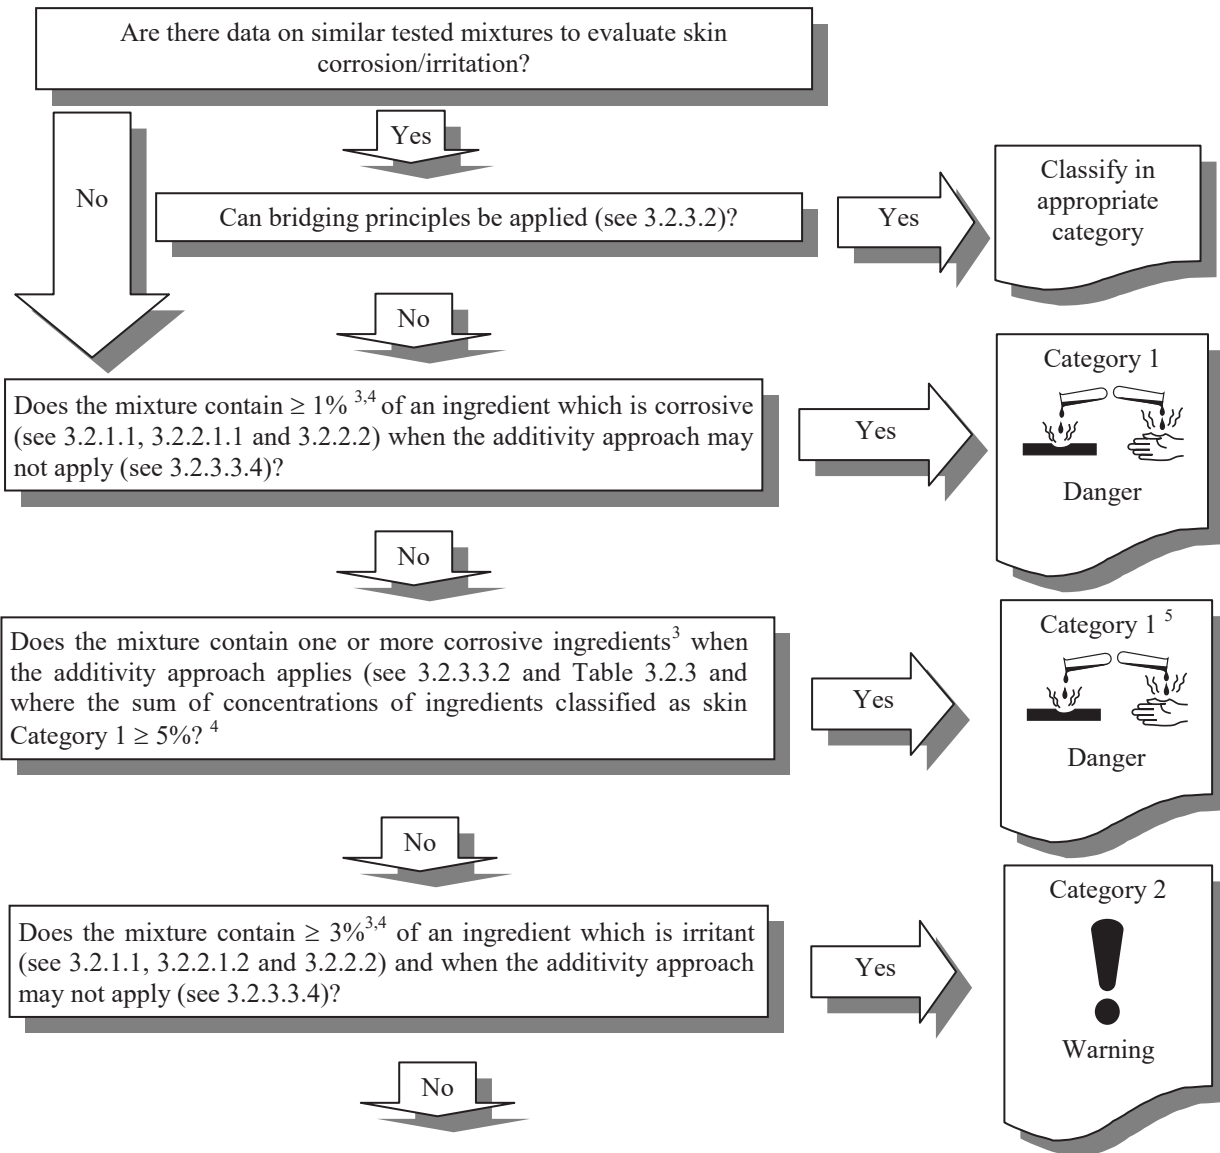 Are there data on similar tested mixtures to evaluate skin
corrosion/irritation?
Yes
No
Can bridging principles be applied (see 3.2.3.2)?
Yes
Classify in
appropriate
category
No
Does the mixture contain ≥ 1% 3,4 of an ingredient which is corrosive
(see 3.2.1.1, 3.2.2.1.1 and 3.2.2.2) when the additivity approach may
not apply (see 3.2.3.3.4)?
Yes
Category 1
Danger
No
Does the mixture contain one or more corrosive ingredients3 when
the additivity approach applies (see 3.2.3.3.2 and Table 3.2.3 and
where the sum of concentrations of ingredients classified as skin
Category 1 ≥ 5%? 4
Yes
Category 1 5
Danger
No
Does the mixture contain ≥ 3%3,4 of an ingredient which is irritant
(see 3.2.1.1, 3.2.2.1.2 and 3.2.2.2) and when the additivity approach
may not apply (see 3.2.3.3.4)?
Yes
Category 2
Warning
No